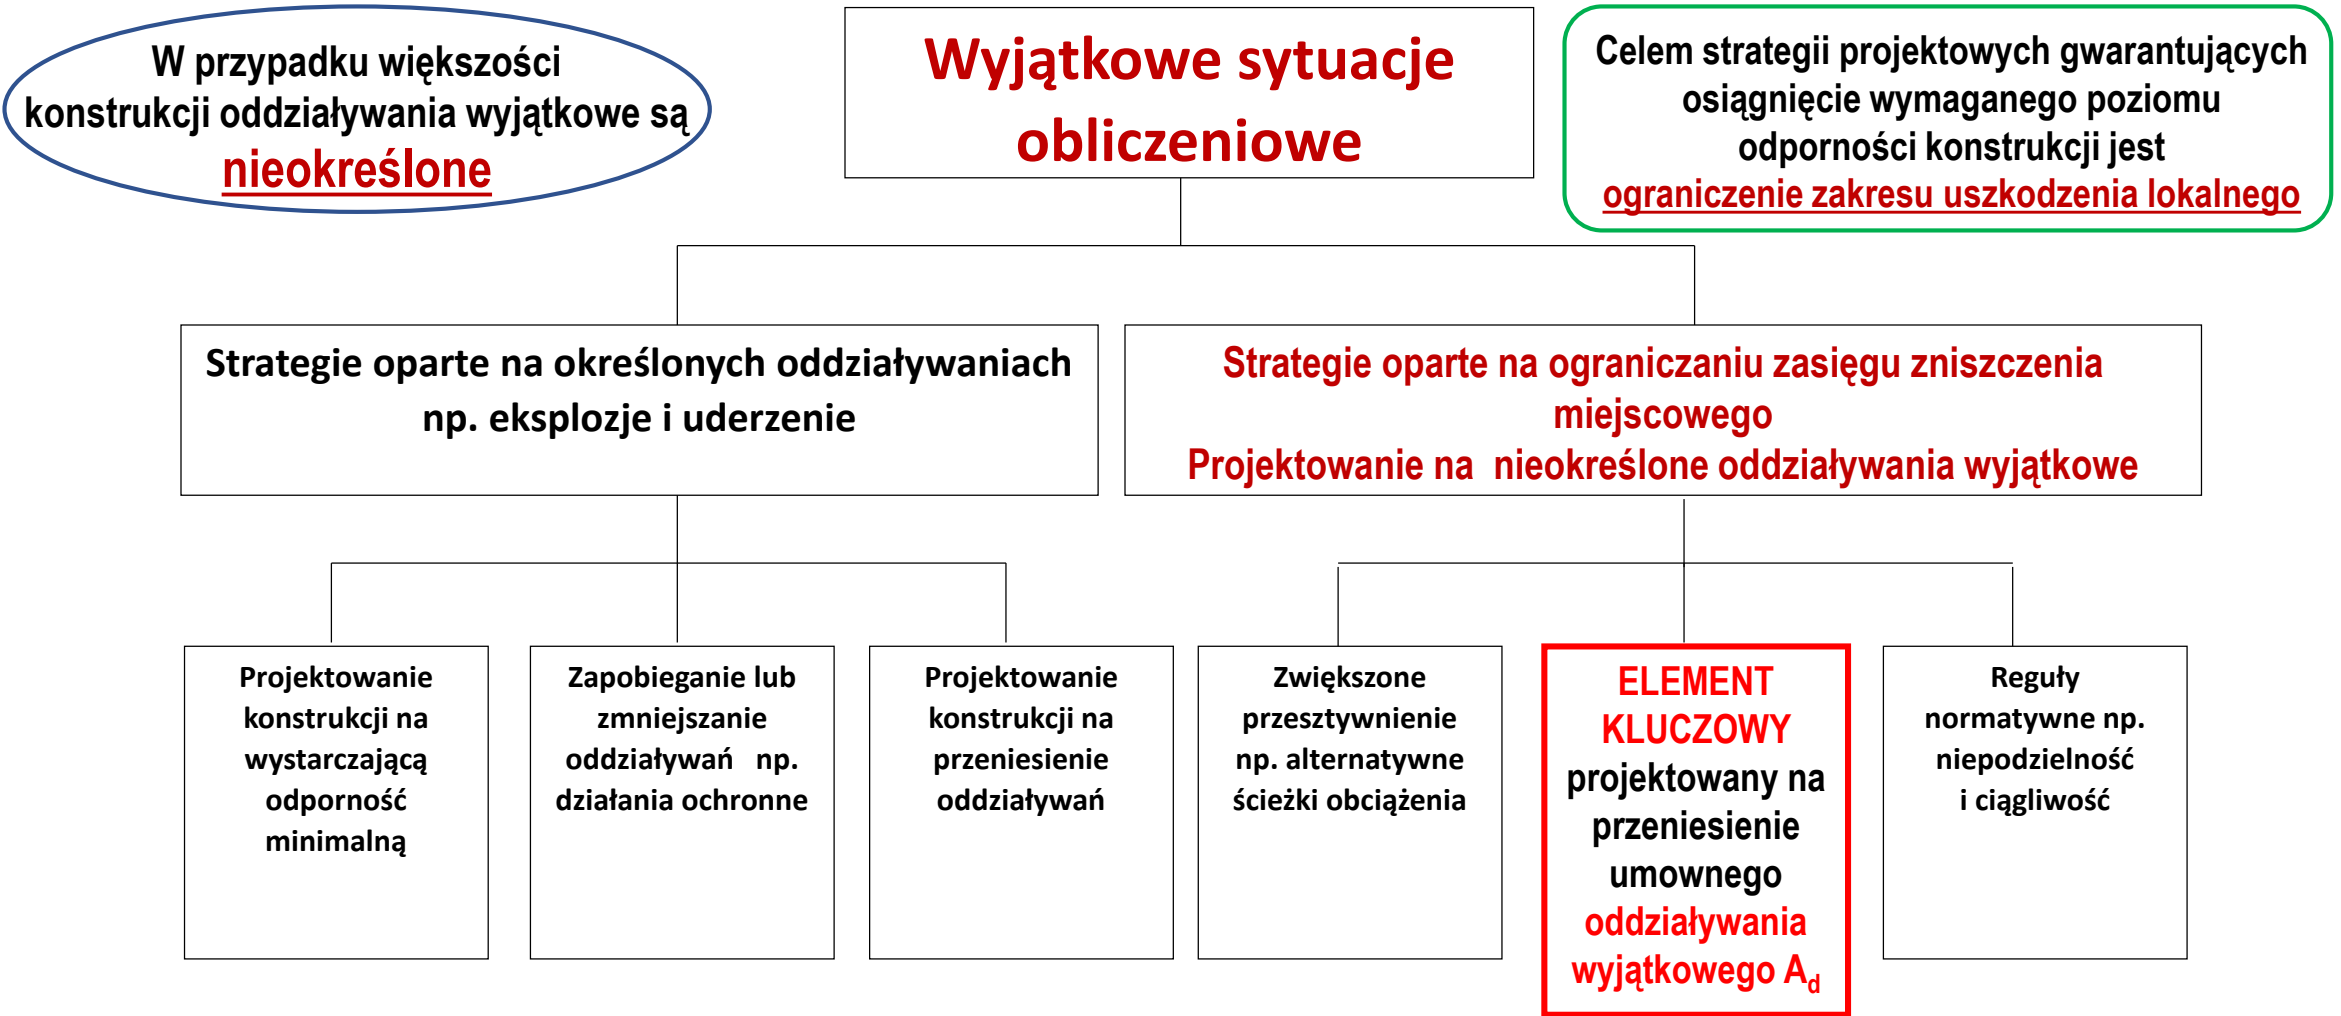 W przypadku większości
konstrukcji oddziaływania wyjątkowe są
nieokreślone
Wyjątkowe sytuacje
obliczeniowe
Celem strategii projektowych gwarantujących
osiągnięcie wymaganego poziomu
odporności konstrukcji jest
ograniczenie zakresu uszkodzenia lokalnego
Strategie oparte na określonych oddziaływaniach
np. eksplozje i uderzenie
Strategie oparte na ograniczaniu zasięgu zniszczenia
miejscowego
Projektowanie na nieokreślone oddziaływania wyjątkowe
Projektowanie
konstrukcji na
wystarczającą
odporność
minimalną
Zapobieganie lub
zmniejszanie
oddziaływań np.
działania ochronne
Projektowanie
konstrukcji na
przeniesienie
oddziaływań
Zwiększone
przesztywnienie
np. alternatywne
ścieżki obciążenia
ELEMENT
KLUCZOWY
projektowany na
przeniesienie
umownego
oddziaływania
wyjątkowego Ad
Reguły
normatywne np.
niepodzielność
i ciągliwość